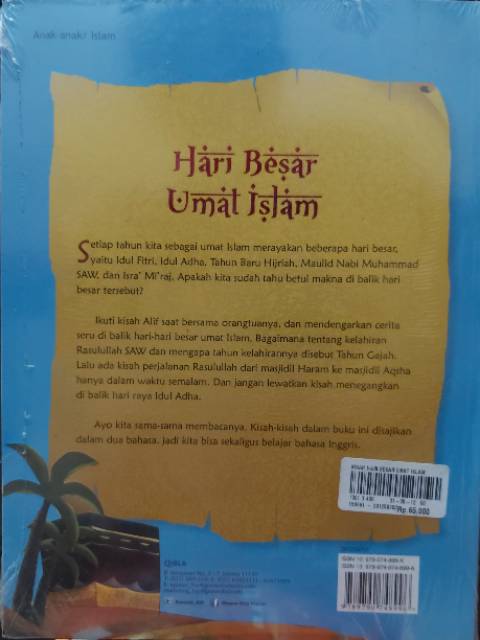 Anak-anak/ Islam
Hari Besar
Umat Islam
Setiap tahun kita sebagai umat Islam merayakan beberapa hari besar,
yaitu Idul Fitri, Idul Adha, Tahun Baru Hijriah, Maulid Nabi Muhammad
SAW, dan Isra' Mi'raj. Apakah kita sudah tahu betul makna di balik hari
besar tersebut?
Ikuti kisah Alif saat bersama orangtuanya, dan mendengarkan cerita
seru di balik hari-hari besar umat Islam. Bagaimana tentang kelahiran
Rasulullah SAW dan mengapa tahun kelahirannya disebut Tahun Gajah.
Lalu ada kisah perjalanan Rasulullah dari masjidil Haram ke masjidil Aqsha
hanya dalam waktu semalam. Dan jangan lewatkan kisah menegangkan
di balik hari raya Idul Adha.
Ayo kita sama-sama membacanya. Kisah-kisah dalam buku ini disajikan
dalam dua bahasa. Jadi kita bisa sekaligus belajar bahasa Inggris.
HARI BESAR UMAT ISLAM
Rp. 65,000
QIBLA